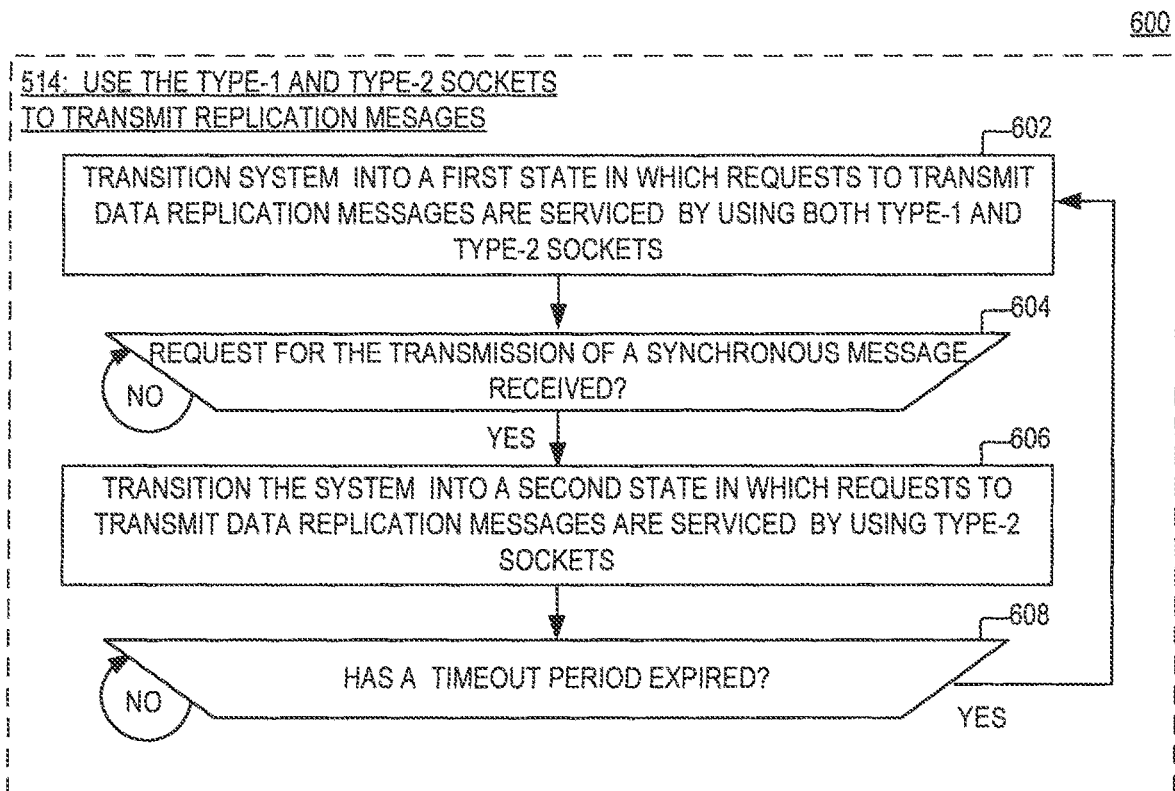 600
514: USE THE TYPE-1 AND TYPE-2 SOCKETS
TO TRANSMIT REPLICATION MESAGES
602
TRANSITION SYSTEM INTO A FIRST STATE IN WHICH REQUESTS TO TRANSMIT
DATA REPLICATION MESSAGES ARE SERVICED BY USING BOTH TYPE-1 AND
TYPE-2 SOCKETS
604
REQUEST FOR THE TRANSMISSION OF A SYNCHRONOUS MESSAGE
RECEIVED?
NO
YES
606
TRANSITION THE SYSTEM INTO A SECOND STATE IN WHICH REQUESTS TO
TRANSMIT DATA REPLICATION MESSAGES ARE SERVICED BY USING TYPE-2
SOCKETS
608
HAS A TIMEOUT PERIOD EXPIRED?
NO
YES